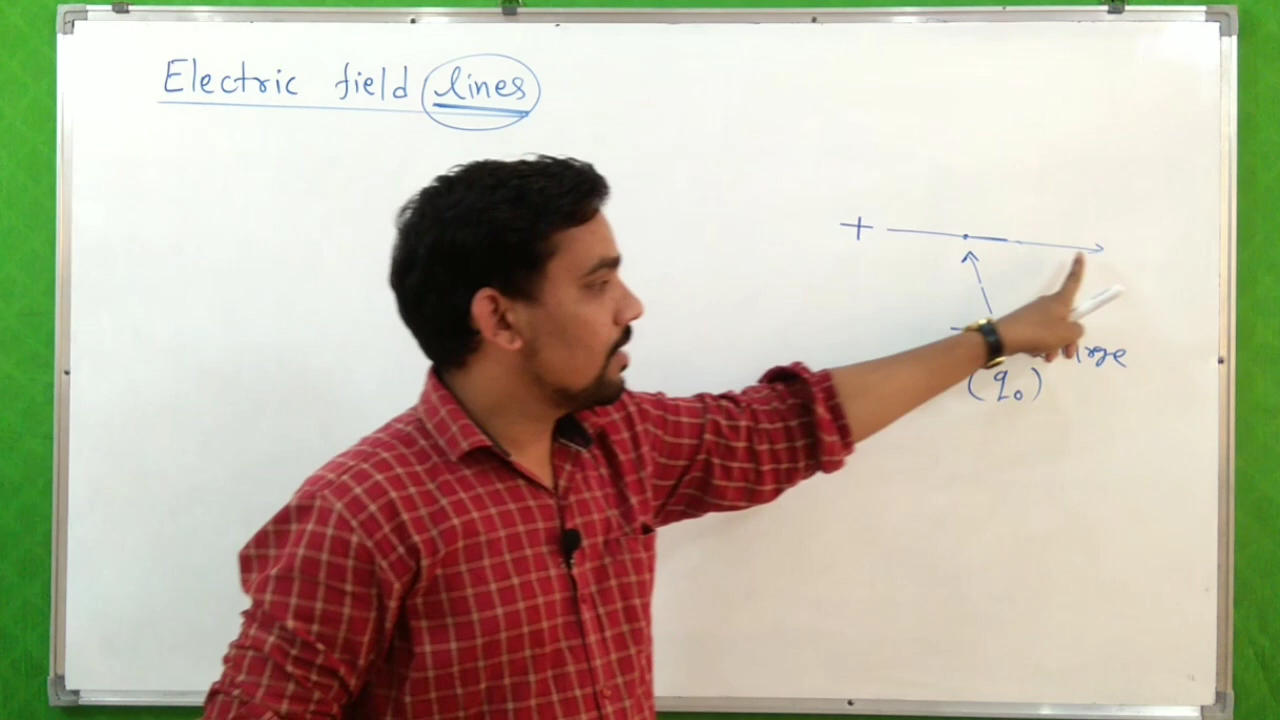 Electric field lines
+
(q₀)